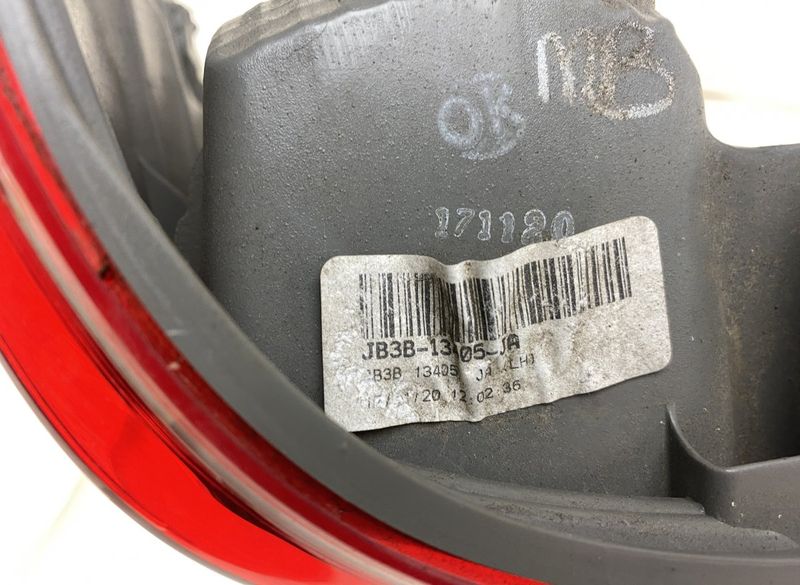 MB
OK
171120
JB3B-13405-JA
JB3B 13405 JA (LH)
12:02:36